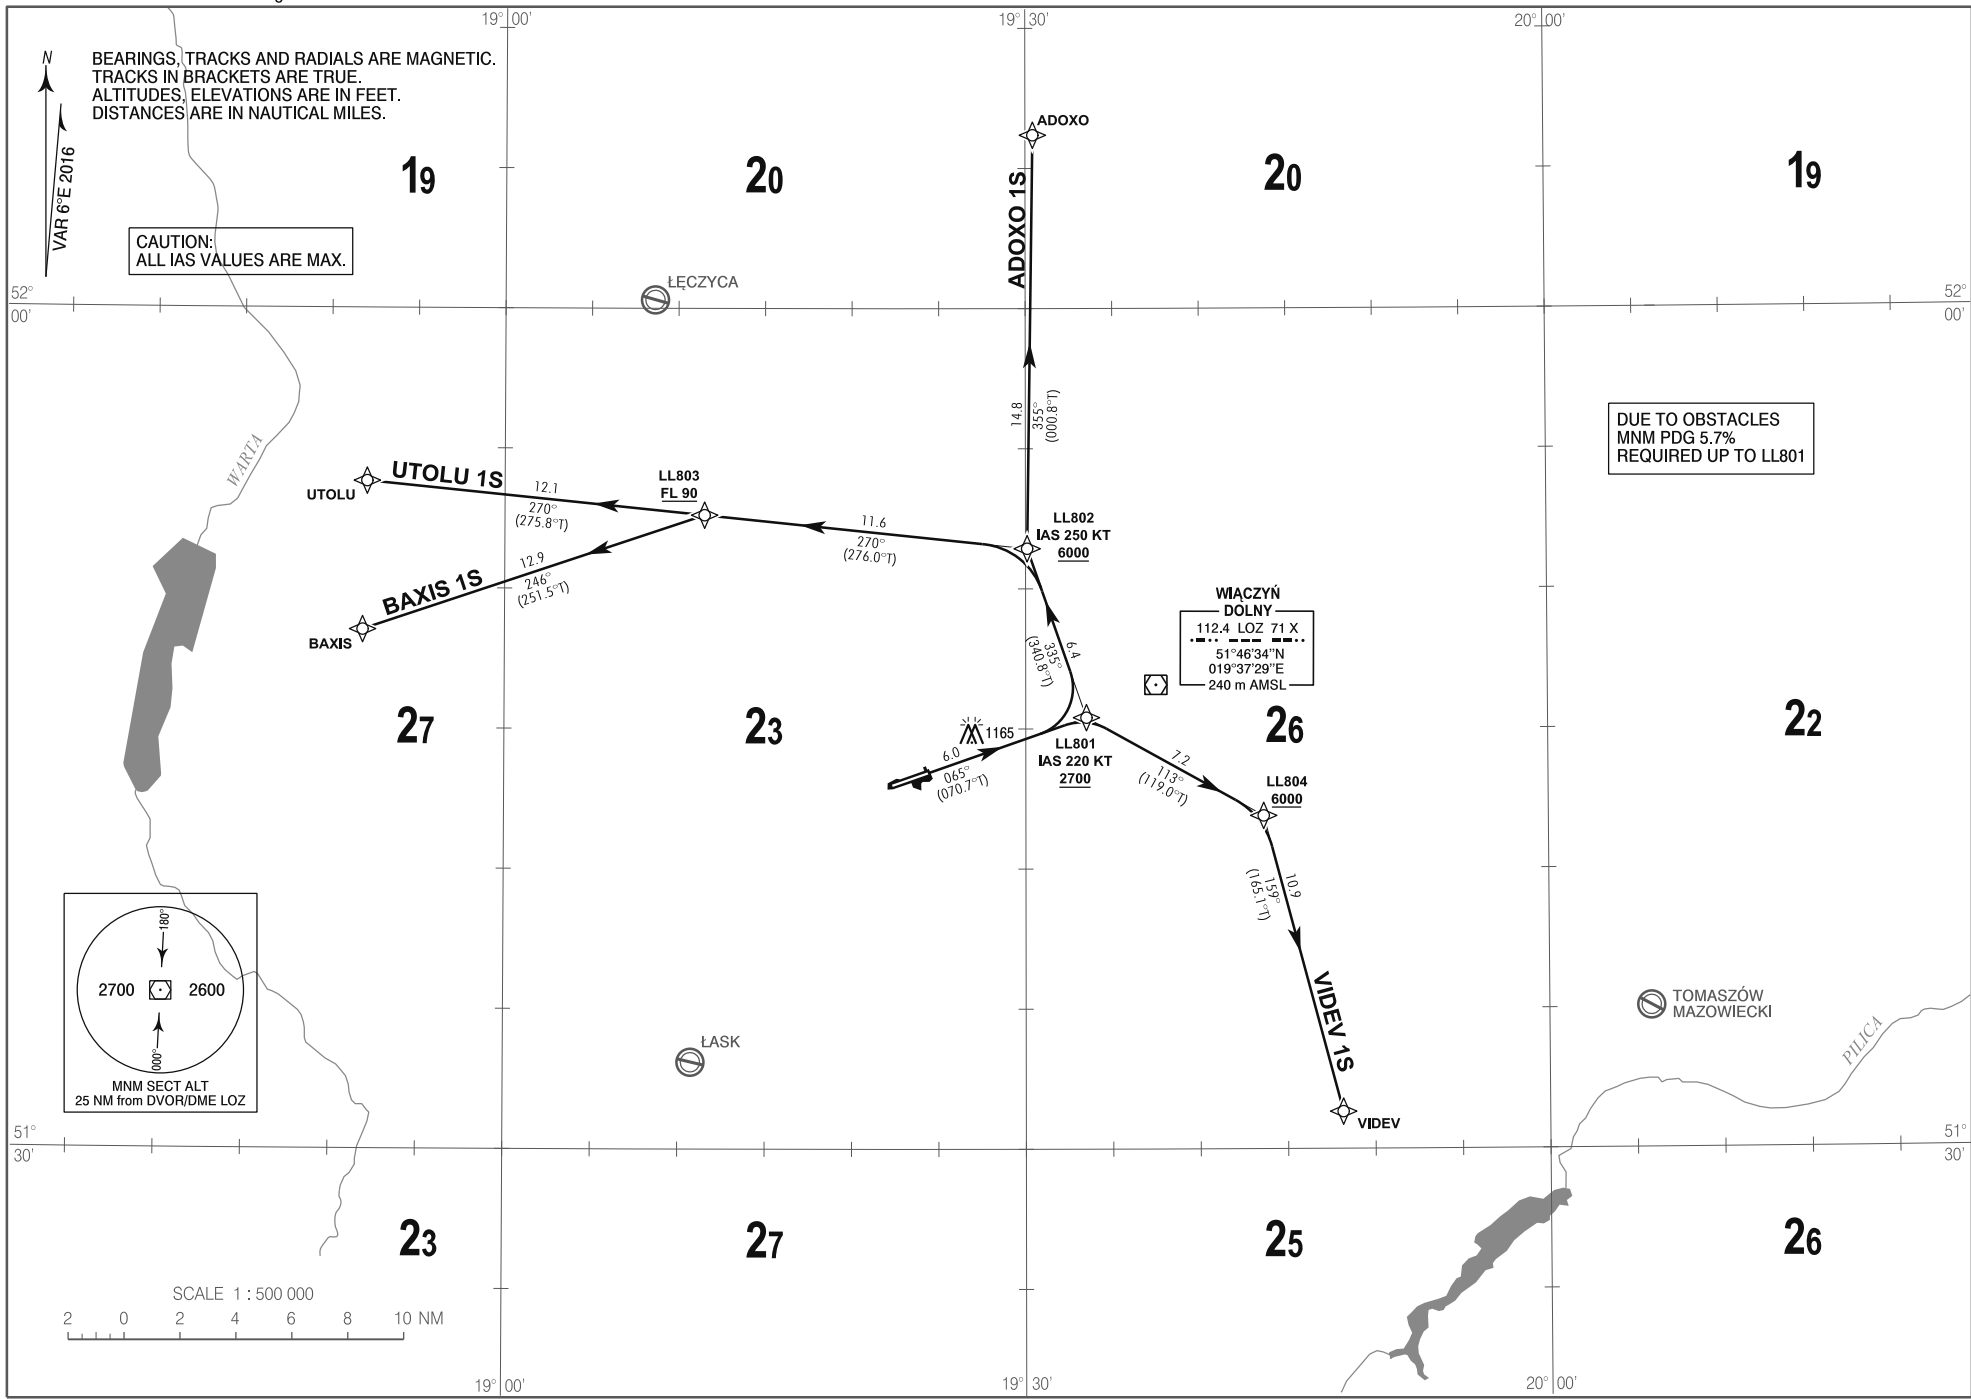 19° 00'
19° 30'
20° 00'
N
VAR 6°E 2016
BEARINGS, TRACKS AND RADIALS ARE MAGNETIC.
TRACKS IN BRACKETS ARE TRUE.
ALTITUDES, ELEVATIONS ARE IN FEET.
DISTANCES ARE IN NAUTICAL MILES.
19
20
20
19
ADOXO
ADOXO 1S
CAUTION:
ALL IAS VALUES ARE MAX.
ŁĘCZYCA
52°
00'
52°
00'
14.8
355°
(000.8°T)
DUE TO OBSTACLES
MNM PDG 5.7%
REQUIRED UP TO LL801
WARTA
UTOLU
UTOLU 1S
12.1
270°
(275.8°T)
LL803
FL 90
11.6
270°
(276.0°T)
LL802
IAS 250 KT
6000
12.9
246°
(251.5°T)
BAXIS 1S
BAXIS
6.4
335°
(340.8°T)
WIĄCZYŃ
DOLNY
112.4 LOZ 71 X
51°46'34"N
019°37'29"E
240 m AMSL
27
23
26
22
1165
6.0
065°
(070.7°T)
LL801
IAS 220 KT
2700
7.2
113°
(119.0°T)
LL804
6000
10.9
159°
(165.1°T)
VIDEV 1S
VIDEV
180°
2700
2600
000°
MNM SECT ALT
25 NM from DVOR/DME LOZ
ŁASK
TOMASZÓW
MAZOWIECKI
PILICA
51°
30'
51°
30'
23
27
25
26
SCALE 1 : 500 000
2 0 2 4 6 8 10 NM
19° 00'
19° 30'
20° 00'